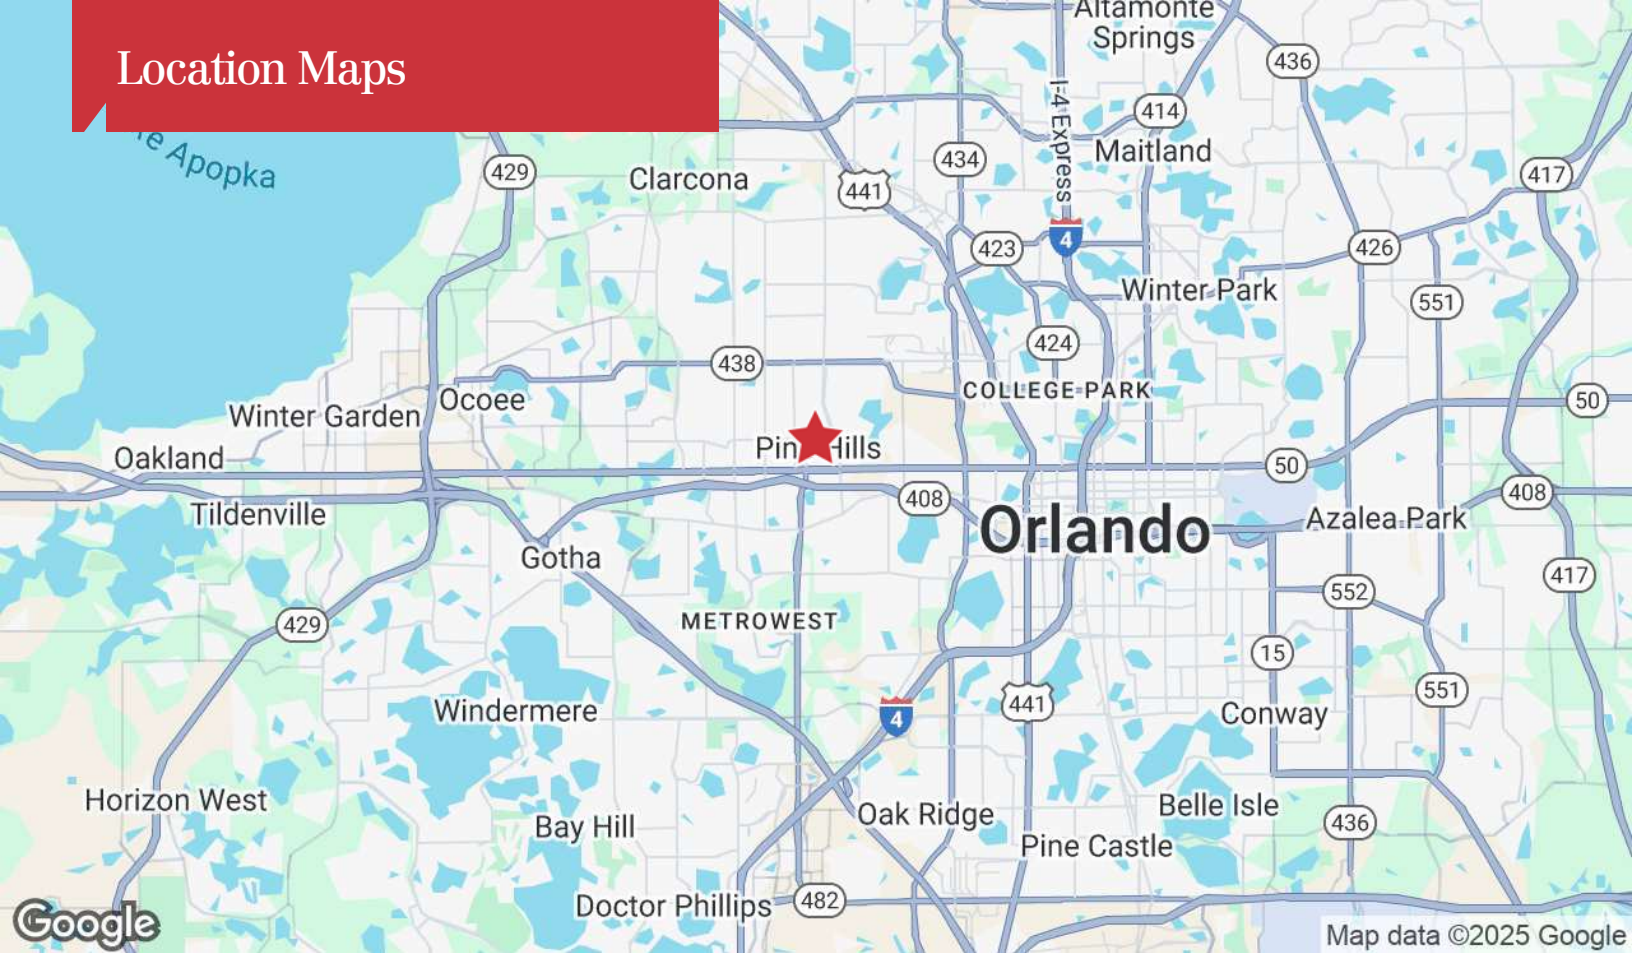 Location Maps
Altamonte
Springs
436
I-4 Express
414
Apopka
429
Clarcona
434
Maitland
417
441
423
4
426
Winter Park
551
424
438
COLLEGE PARK
Ocoee
Winter Garden
50
Pine Hills
Oakland
50
408
408
Tildenville
Orlando
Azalea Park
Gotha
417
552
METROWEST
429
15
551
Windermere
4
441
Conway
Horizon West
Bay Hill
Oak Ridge
Belle Isle
436
Pine Castle
Doctor Phillips
482
Google
Map data ©2025 Google